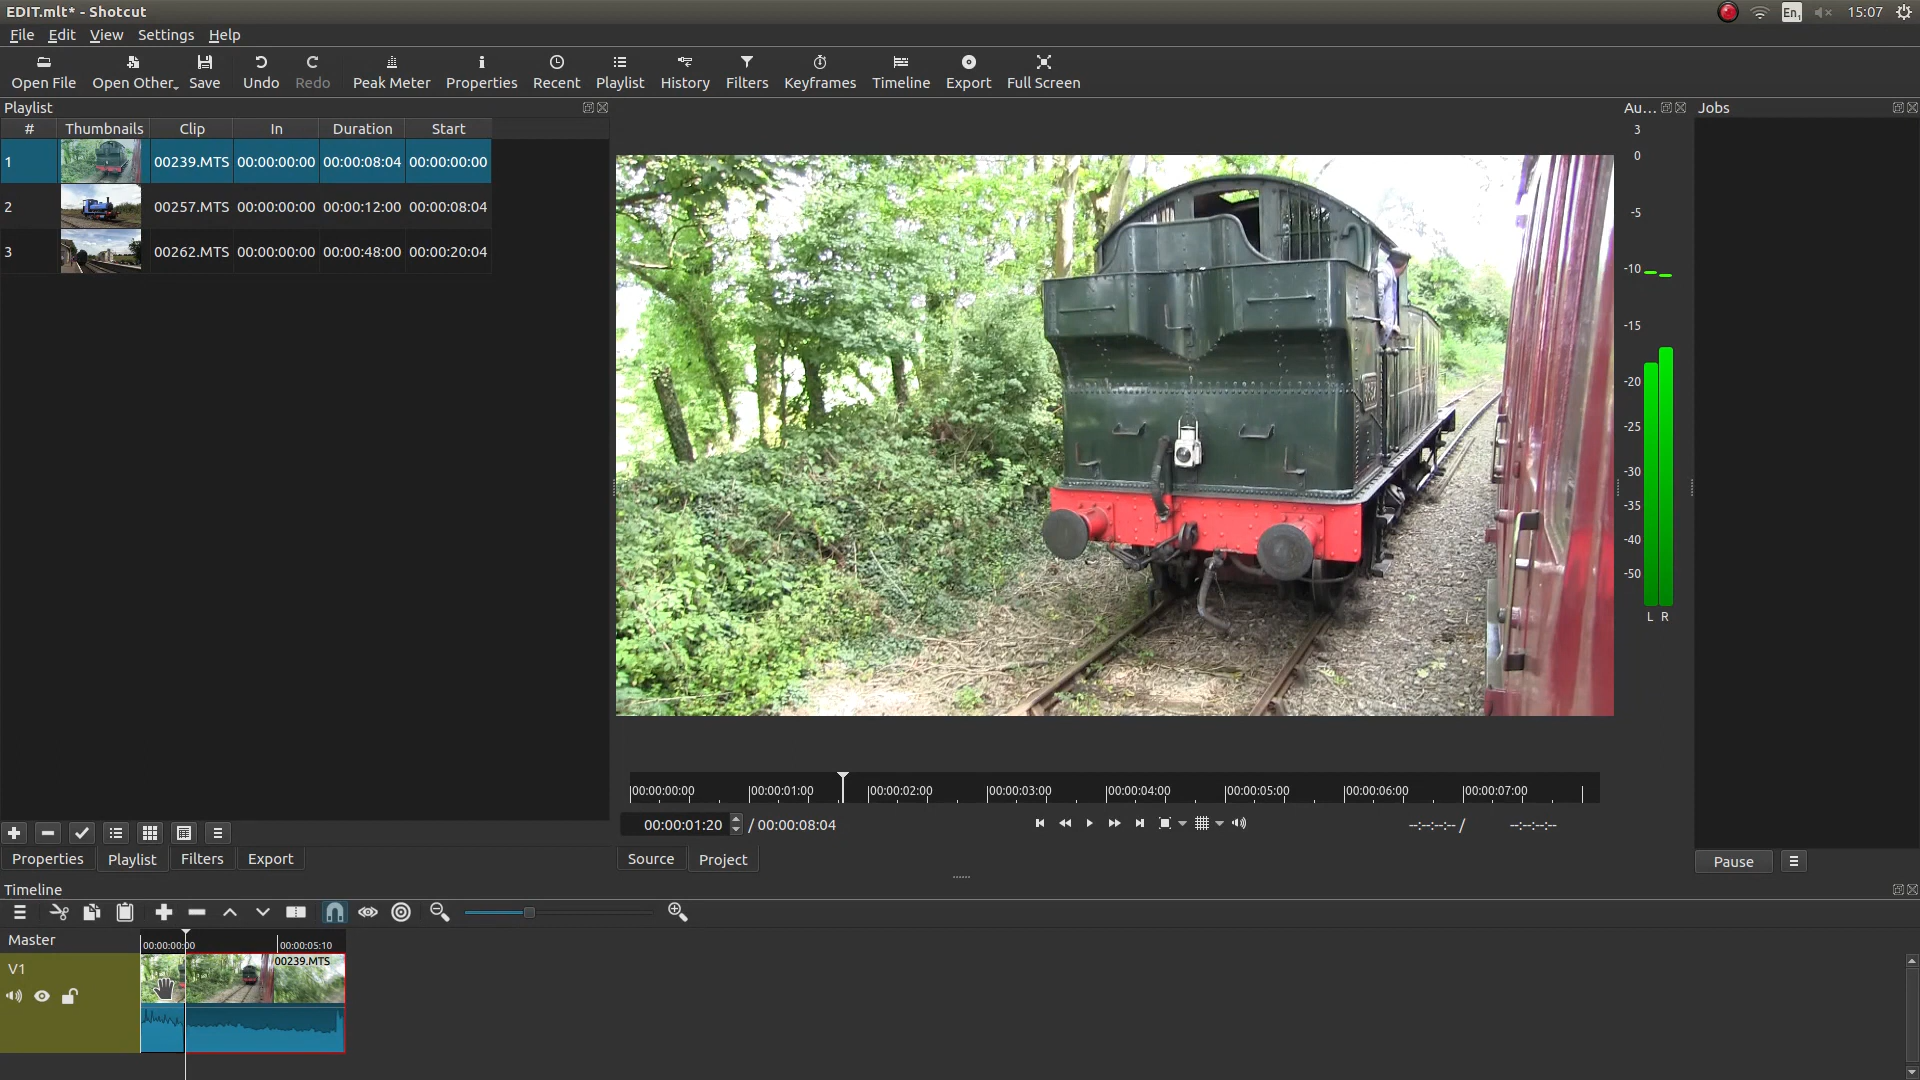 EDIT.mlt* - Shotcut
En1 15:07
File Edit View Settings Help
Open File Open Other... Save Undo Redo Peak Meter Properties Recent Playlist History Filters Keyframes Timeline Export Full Screen
Playlist
# Thumbnails Clip In Duration Start
1 00239.MTS 00:00:00:00 00:00:08:04 00:00:00:00
2 00257.MTS 00:00:00:00 00:00:12:00 00:00:08:04
3 00262.MTS 00:00:00:00 00:00:48:00 00:00:20:04
Au...
3
0
-5
-10
-15
-20
-25
-30
-35
-40
-50
L R
Jobs
00:00:00:00 00:00:01:00 00:00:02:00 00:00:03:00 00:00:04:00 00:00:05:00 00:00:06:00 00:00:07:00
00:00:01:20 / 00:00:08:04 --:--:--:-- / --:--:--:--
Properties Playlist Filters Export
Source Project
Pause
Timeline
Master
00:00:00:00 00:00:05:10
V1
00239.MTS